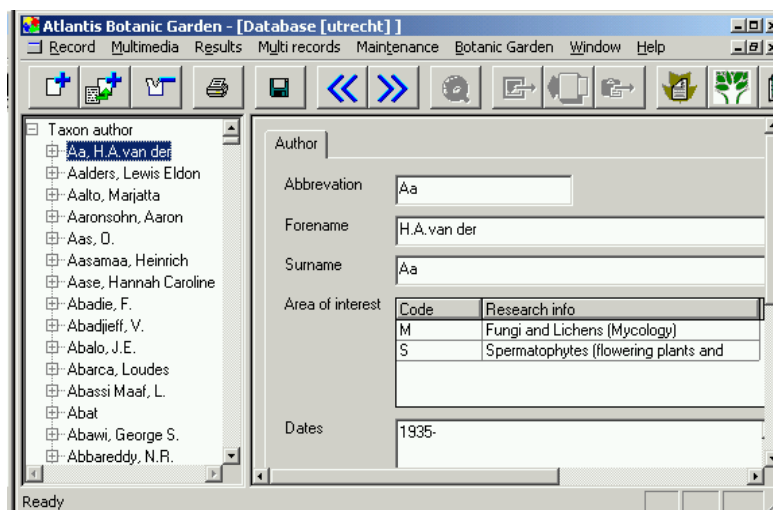 Atlantis Botanic Garden - [Database [utrecht] ]
Record Multimedia Results Multi records Maintenance Botanic Garden Window Help
Taxon author
Aa, H.A.van der
Aalders, Lewis Eldon
Aalto, Marjatta
Aaronsohn, Aaron
Aas, O.
Aasamaa, Heinrich
Aase, Hannah Caroline
Abadie, F.
Abadjieff, V.
Abalo, J.E.
Abarca, Loudes
Abassi Maaf, L.
Abat
Abawi, George S.
Abbareddy, N.R.
Author
Abbrevation Aa
Forename H.A.van der
Surname Aa
Area of interest Code Research info
M Fungi and Lichens (Mycology)
S Spermatophytes (flowering plants and
Dates 1935-
Ready